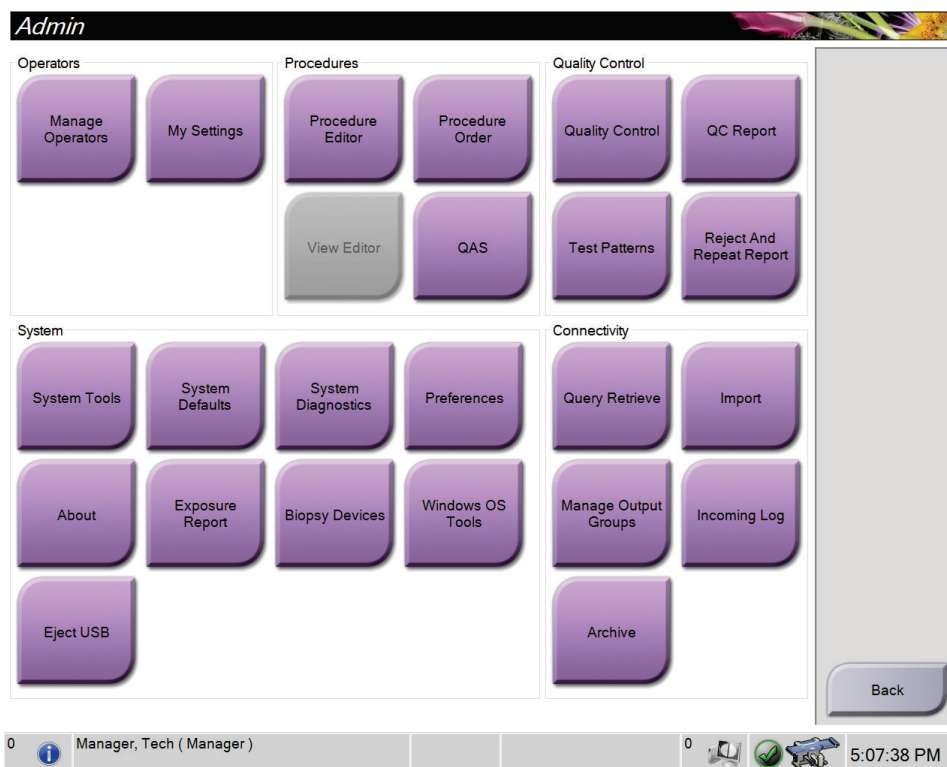 Admin
Operators
Manage
Operators
My Settings
Procedures
Procedure
Editor
Procedure
Order
View Editor
QAS
Quality Control
Quality Control
QC Report
Test Patterns
Reject And
Repeat Report
System
System Tools
System
Defaults
System
Diagnostics
Preferences
About
Exposure
Report
Biopsy Devices
Windows OS
Tools
Eject USB
Connectivity
Query Retrieve
Import
Manage Output
Groups
Incoming Log
Archive
Back
0
Manager, Tech ( Manager )
0
5:07:38 PM